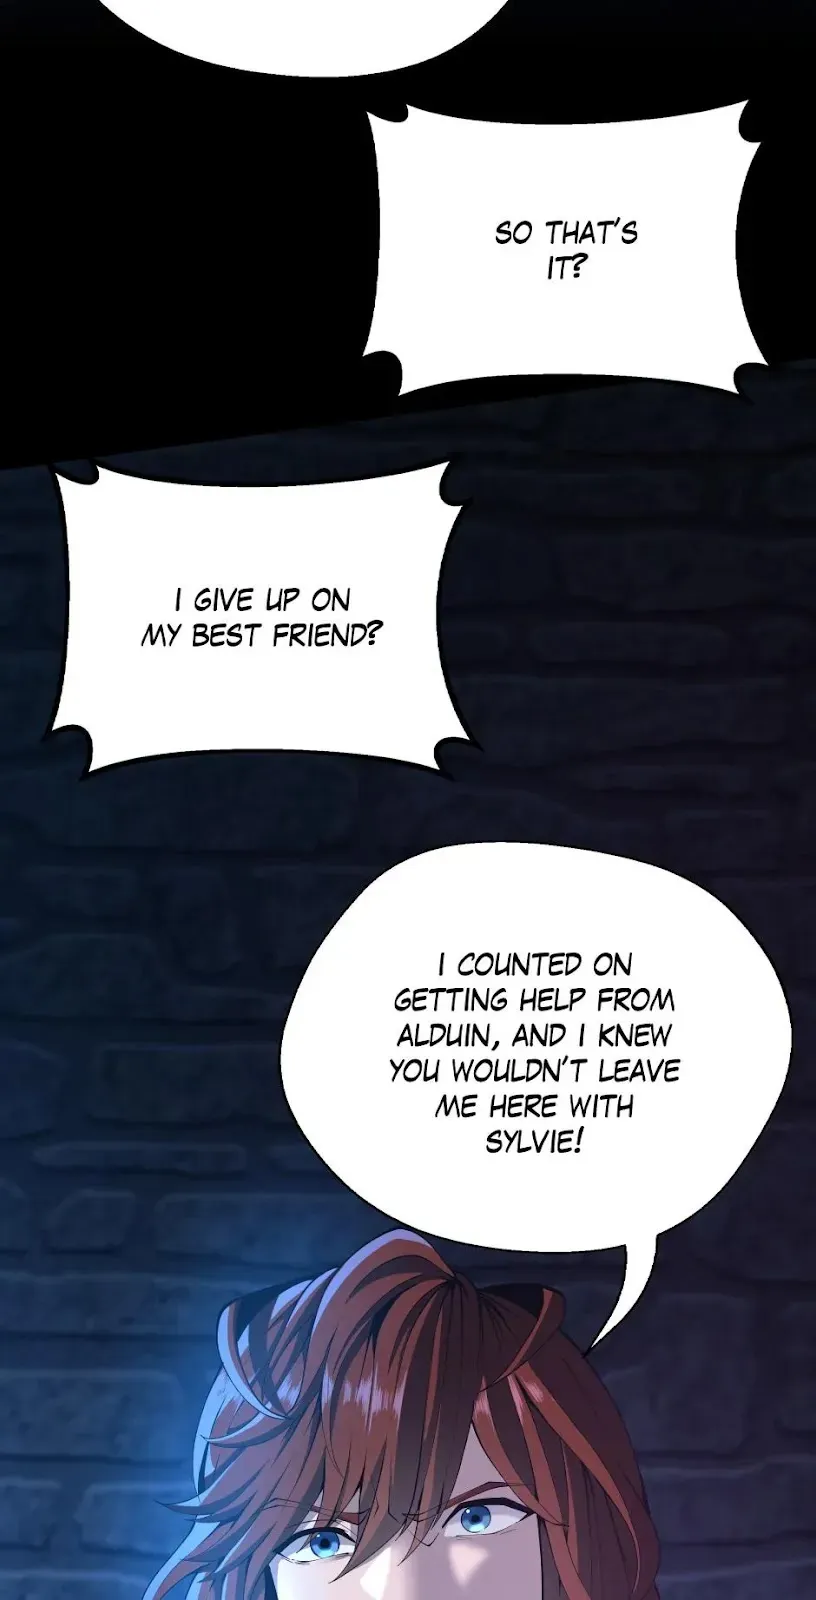 SO THAT'S
IT?
I GIVE UP ON
MY BEST FRIEND?
I COUNTED ON
GETTING HELP FROM
ALDUIN, AND I KNEW
YOU WOULDN'T LEAVE
ME HERE WITH
SYLVIE!